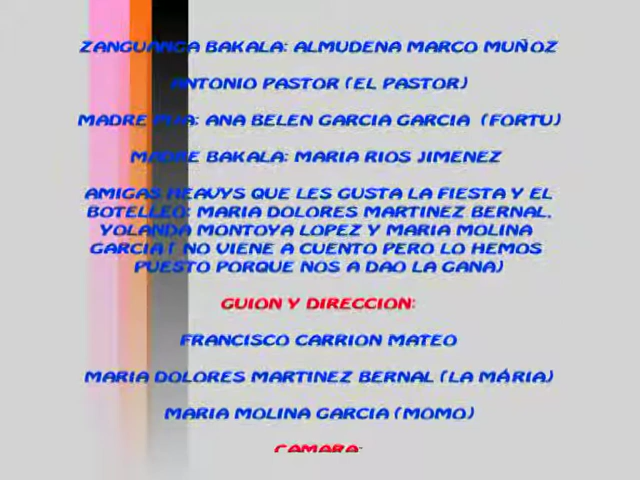 ZANGUANGA BAKALA: ALMUDENA MARCO MUÑOZ
ANTONIO PASTOR (EL PASTOR)
MADRE PIJA: ANA BELEN GARCIA GARCIA (FORTU)
MADRE BAKALA: MARIA RIOS JIMENEZ
AMIGAS HEAVYS QUE LES GUSTA LA FIESTA Y EL
BOTELLEO: MARIA DOLORES MARTINEZ BERNAL,
YOLANDA MONTOYA LOPEZ Y MARIA MOLINA
GARCIA ( NO VIENE A CUENTO PERO LO HEMOS
PUESTO PORQUE NOS A DAO LA GANA)
GUION Y DIRECCION:
FRANCISCO CARRION MATEO
MARIA DOLORES MARTINEZ BERNAL (LA MÁRIA)
MARIA MOLINA GARCIA (MOMO)
CAMARA: